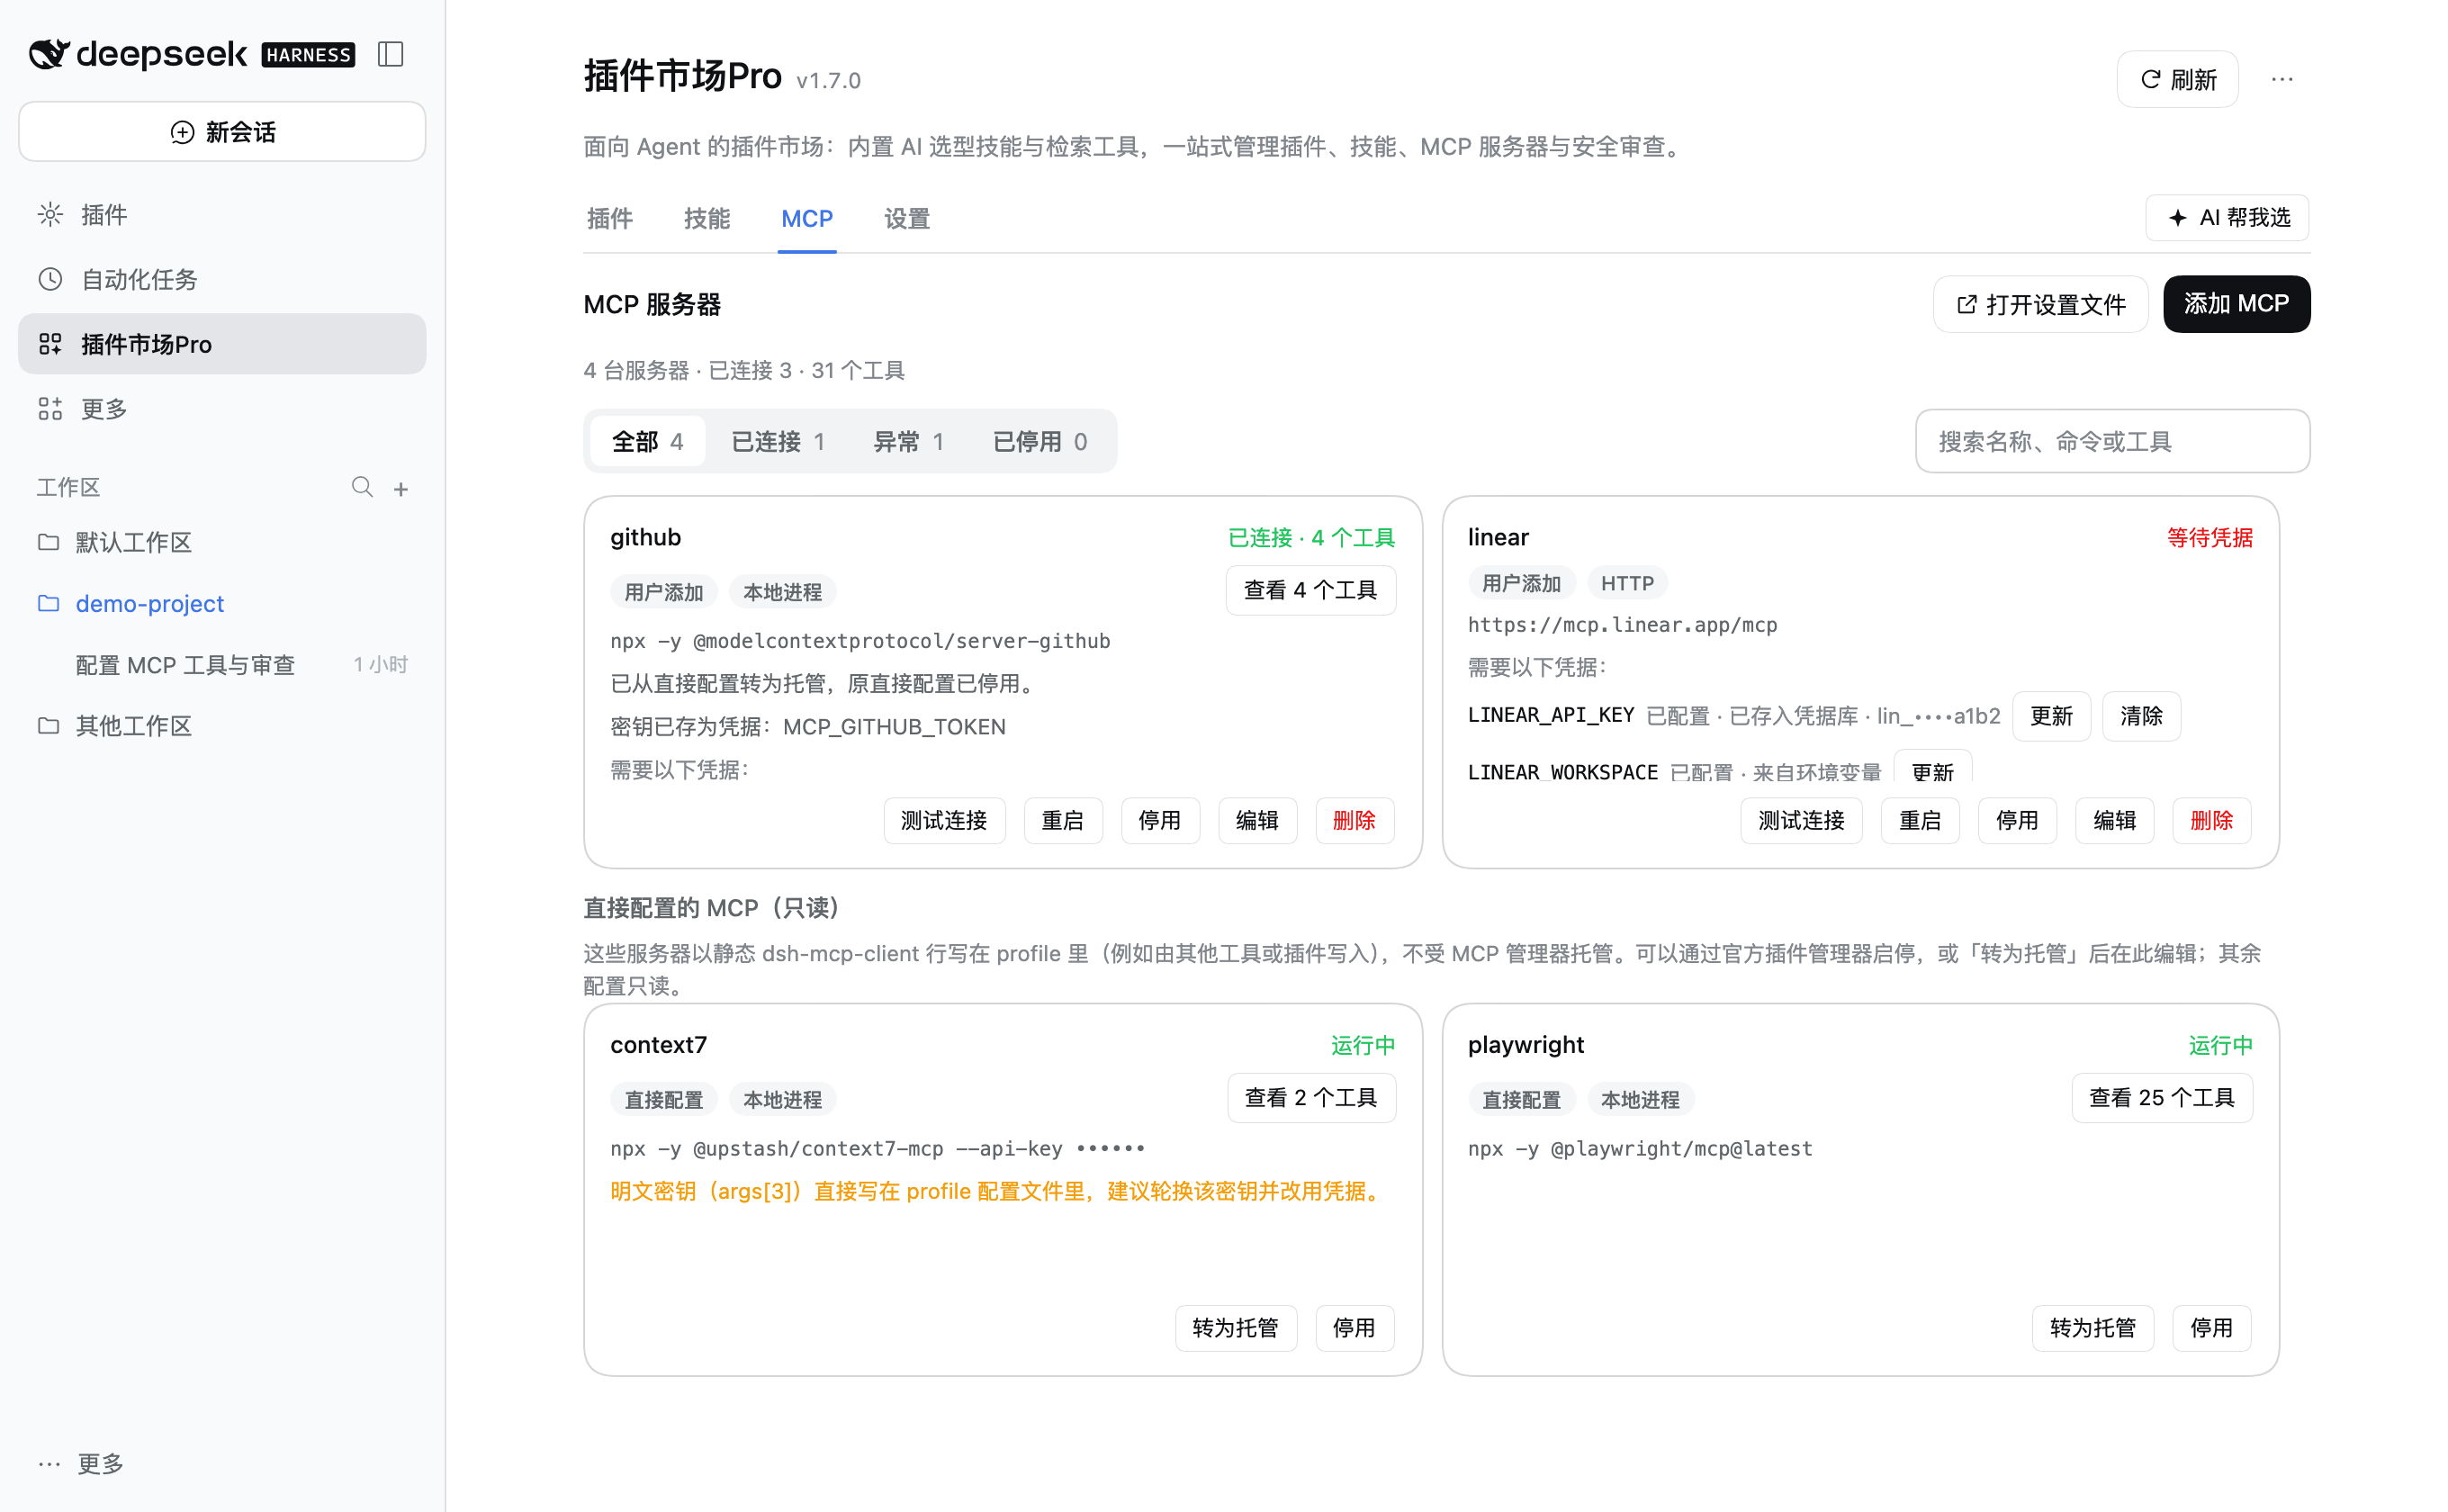 deepseek HARNESS
新会话
插件
自动化任务
插件市场Pro
更多
工作区
默认工作区
demo-project
配置 MCP 工具与审查 1 小时
其他工作区
更多
插件市场Pro v1.7.0
刷新
面向 Agent 的插件市场：内置 AI 选型技能与检索工具，一站式管理插件、技能、MCP 服务器与安全审查。
插件 技能 MCP 设置
AI 帮我选
MCP 服务器
打开设置文件 添加 MCP
4 台服务器 · 已连接 3 · 31 个工具
全部 4 已连接 1 异常 1 已停用 0
搜索名称、命令或工具
github 已连接 · 4 个工具
用户添加 本地进程 查看 4 个工具
npx -y @modelcontextprotocol/server-github
已从直接配置转为托管，原直接配置已停用。
密钥已存为凭据：MCP_GITHUB_TOKEN
需要以下凭据：
测试连接 重启 停用 编辑 删除
linear 等待凭据
用户添加 HTTP
https://mcp.linear.app/mcp
需要以下凭据：
LINEAR_API_KEY 已配置 · 已存入凭据库 · lin_••••a1b2 更新 清除
LINEAR_WORKSPACE 已配置 · 来自环境变量 更新
测试连接 重启 停用 编辑 删除
直接配置的 MCP（只读）
这些服务器以静态 dsh-mcp-client 行写在 profile 里（例如由其他工具或插件写入），不受 MCP 管理器托管。可以通过官方插件管理器启停，或「转为托管」后在此编辑；其余
配置只读。
context7 运行中
直接配置 本地进程 查看 2 个工具
npx -y @upstash/context7-mcp --api-key ••••••
明文密钥（args[3]）直接写在 profile 配置文件里，建议轮换该密钥并改用凭据。
转为托管 停用
playwright 运行中
直接配置 本地进程 查看 25 个工具
npx -y @playwright/mcp@latest
转为托管 停用